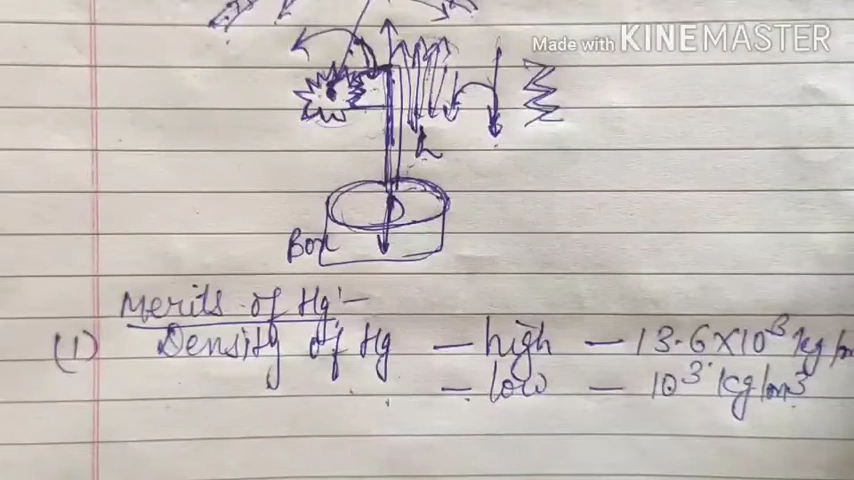 Made with KINEMASTER
h
Box
Merits of Hg :-
(1) Density of Hg — high — 13.6×10³ kg/m
— low — 10³ kg/m³